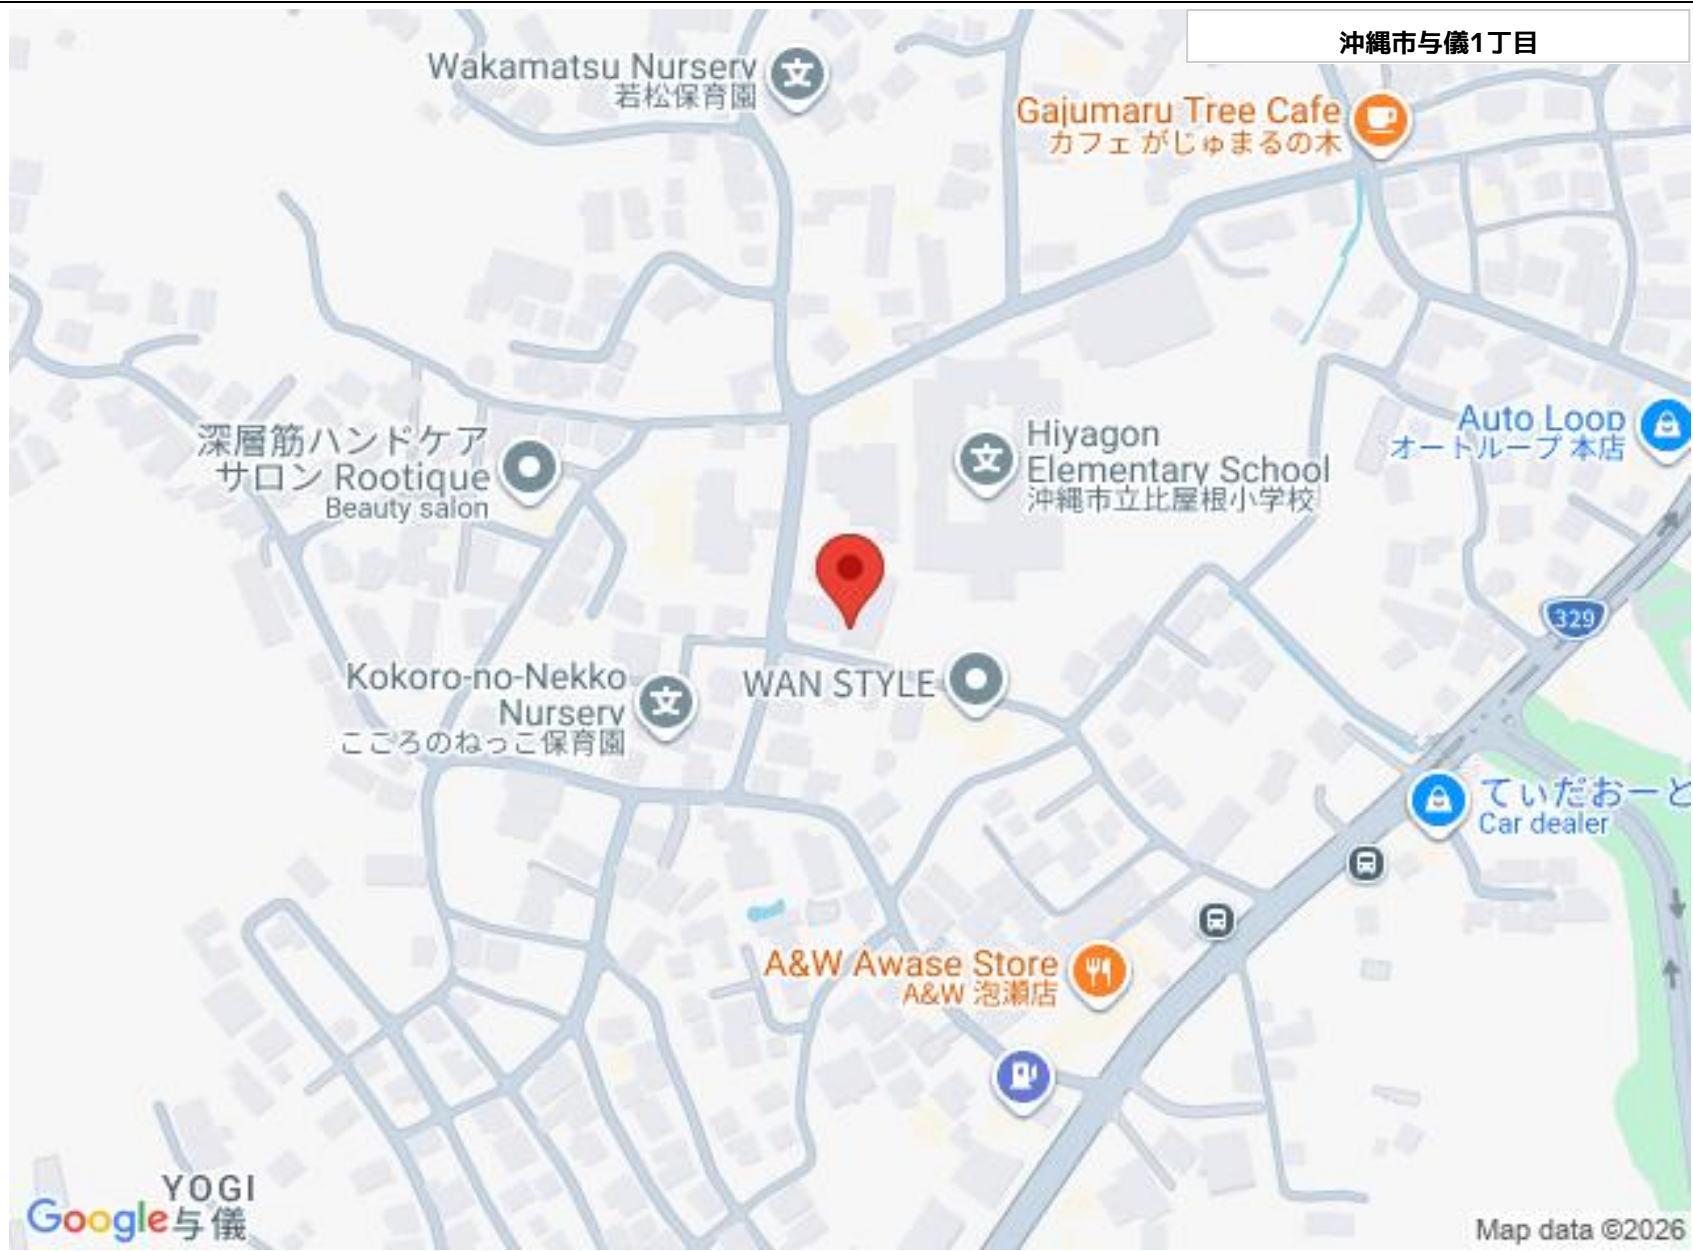 沖縄市与儀1丁目
Wakamatsu Nursery
若松保育園
Gajumaru Tree Cafe
カフェ がじゅまるの木
深層筋ハンドケア
サロン Rootique
Beauty salon
Hiyagon
Elementary School
沖縄市立比屋根小学校
Auto Loop
オートループ 本店
329
Kokoro-no-Nekko
Nursery
こころのねっこ保育園
WAN STYLE
てぃだおーと
Car dealer
A&W Awase Store
A&W 泡瀬店
YOGI
与儀
Google
Map data ©2026